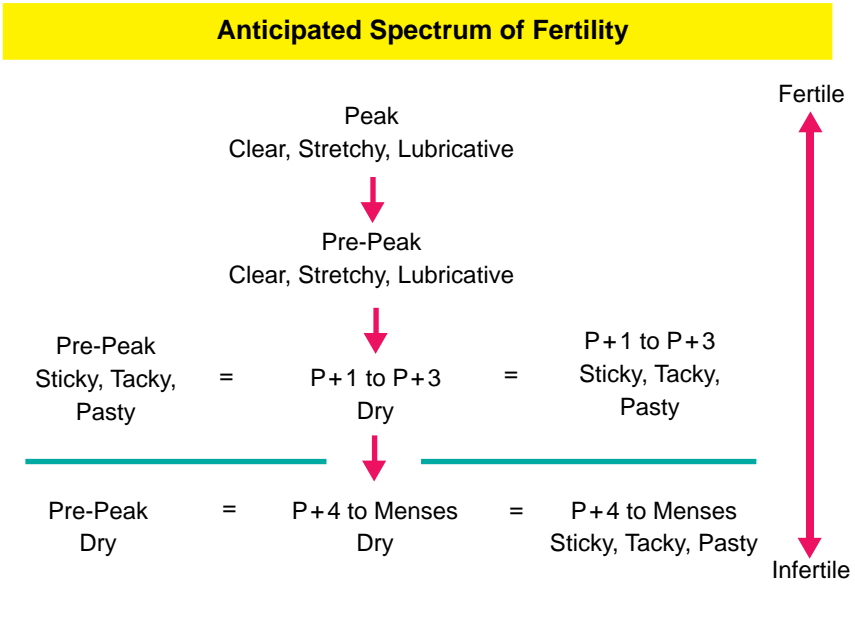 Anticipated Spectrum of Fertility
Fertile
Peak
Clear, Stretchy, Lubricative
Pre-Peak
Clear, Stretchy, Lubricative
Pre-Peak
Sticky, Tacky,
Pasty
=
P+1 to P+3
Dry
=
P+1 to P+3
Sticky, Tacky,
Pasty
Pre-Peak
Dry
=
P+4 to Menses
Dry
=
P+4 to Menses
Sticky, Tacky, Pasty
Infertile